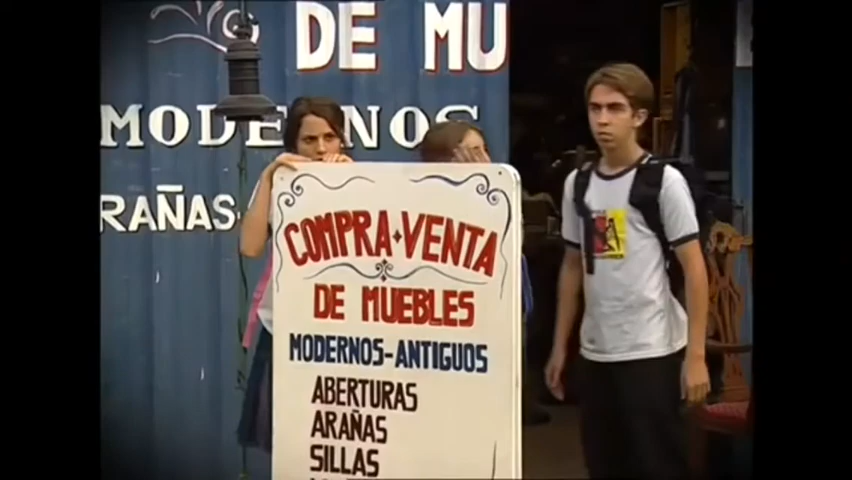 DE MU
MODERNOS
RAÑAS-
COMPRA-VENTA
DE MUEBLES
MODERNOS-ANTIGUOS
ABERTURAS
ARAÑAS
SILLAS